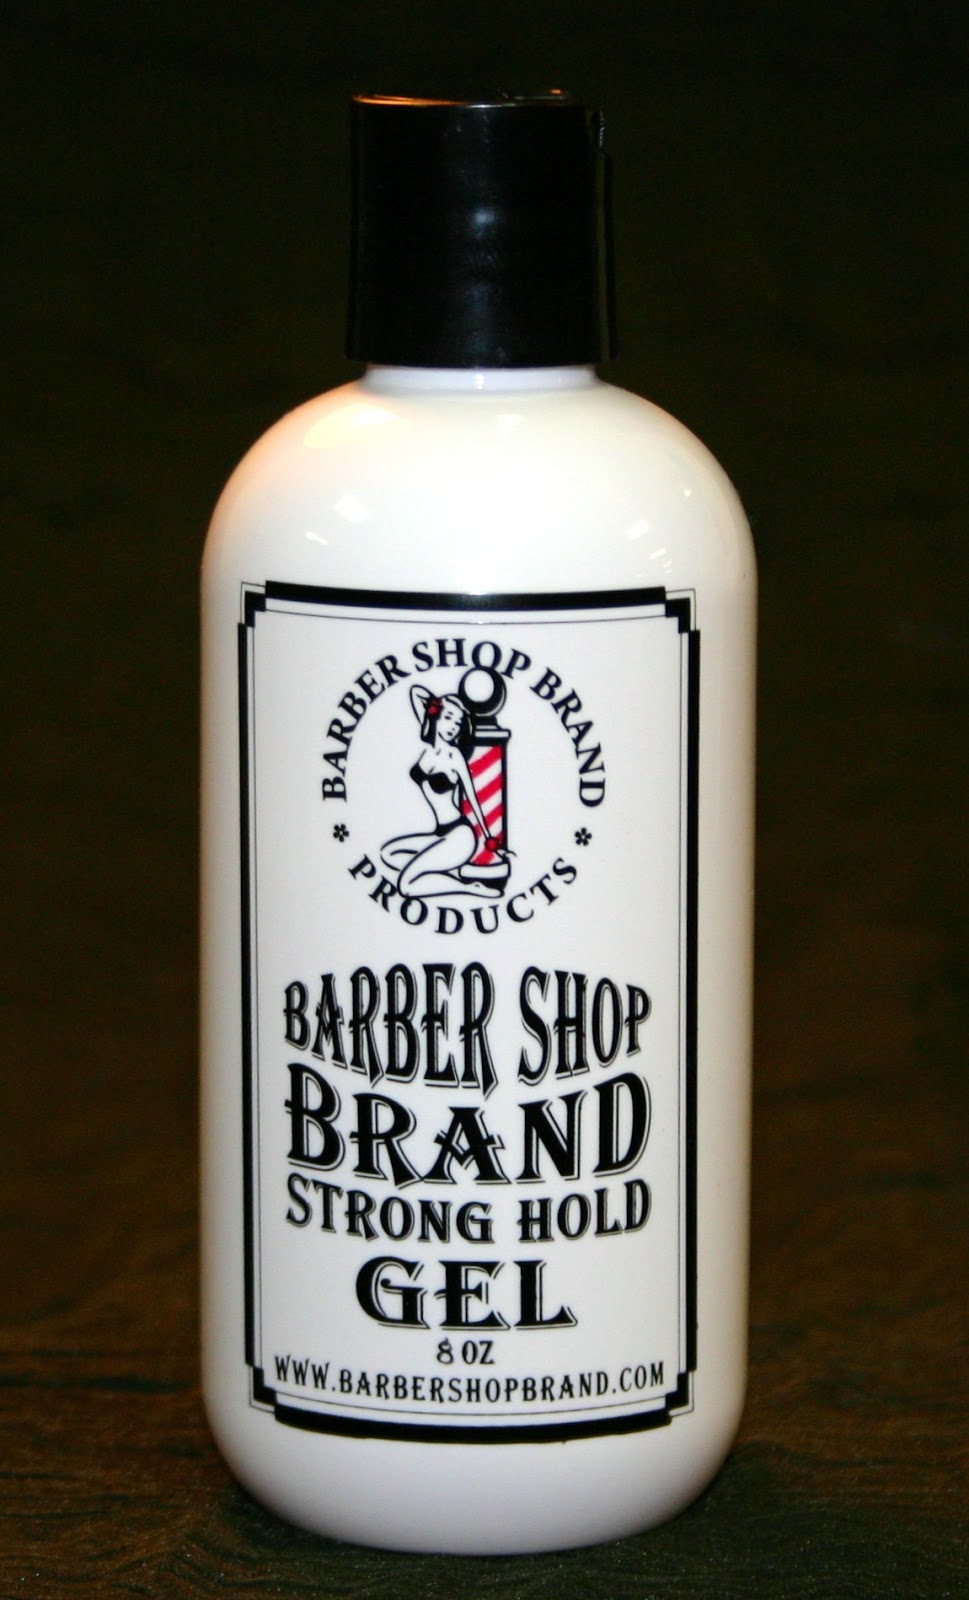 BARBER SHOP BRAND
* PRODUCTS *
BARBER SHOP
BRAND
STRONG HOLD
GEL
8 OZ
WWW.BARBERSHOPBRAND.COM